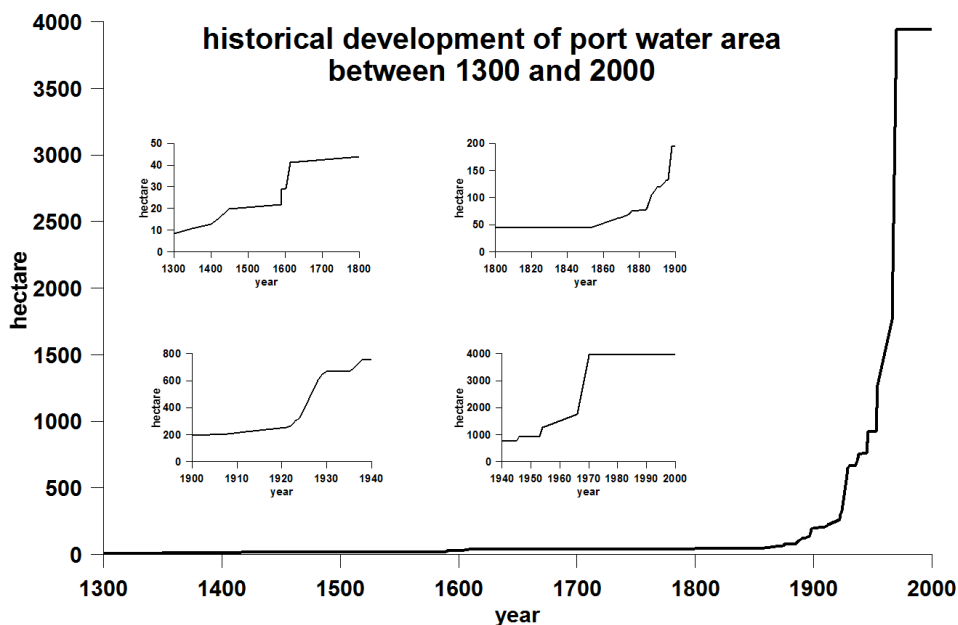 historical development of port water area
between 1300 and 2000
4000
3500
3000
2500
2000
1500
1000
500
0
hectare
1300 1400 1500 1600 1700 1800 1900 2000
year
50
40
30
20
10
0
hectare
1300 1400 1500 1600 1700 1800
year
200
150
100
50
0
hectare
1800 1820 1840 1860 1880 1900
year
800
600
400
200
0
hectare
1900 1910 1920 1930 1940
year
4000
3000
2000
1000
0
hectare
1940 1950 1960 1970 1980 1990 2000
year